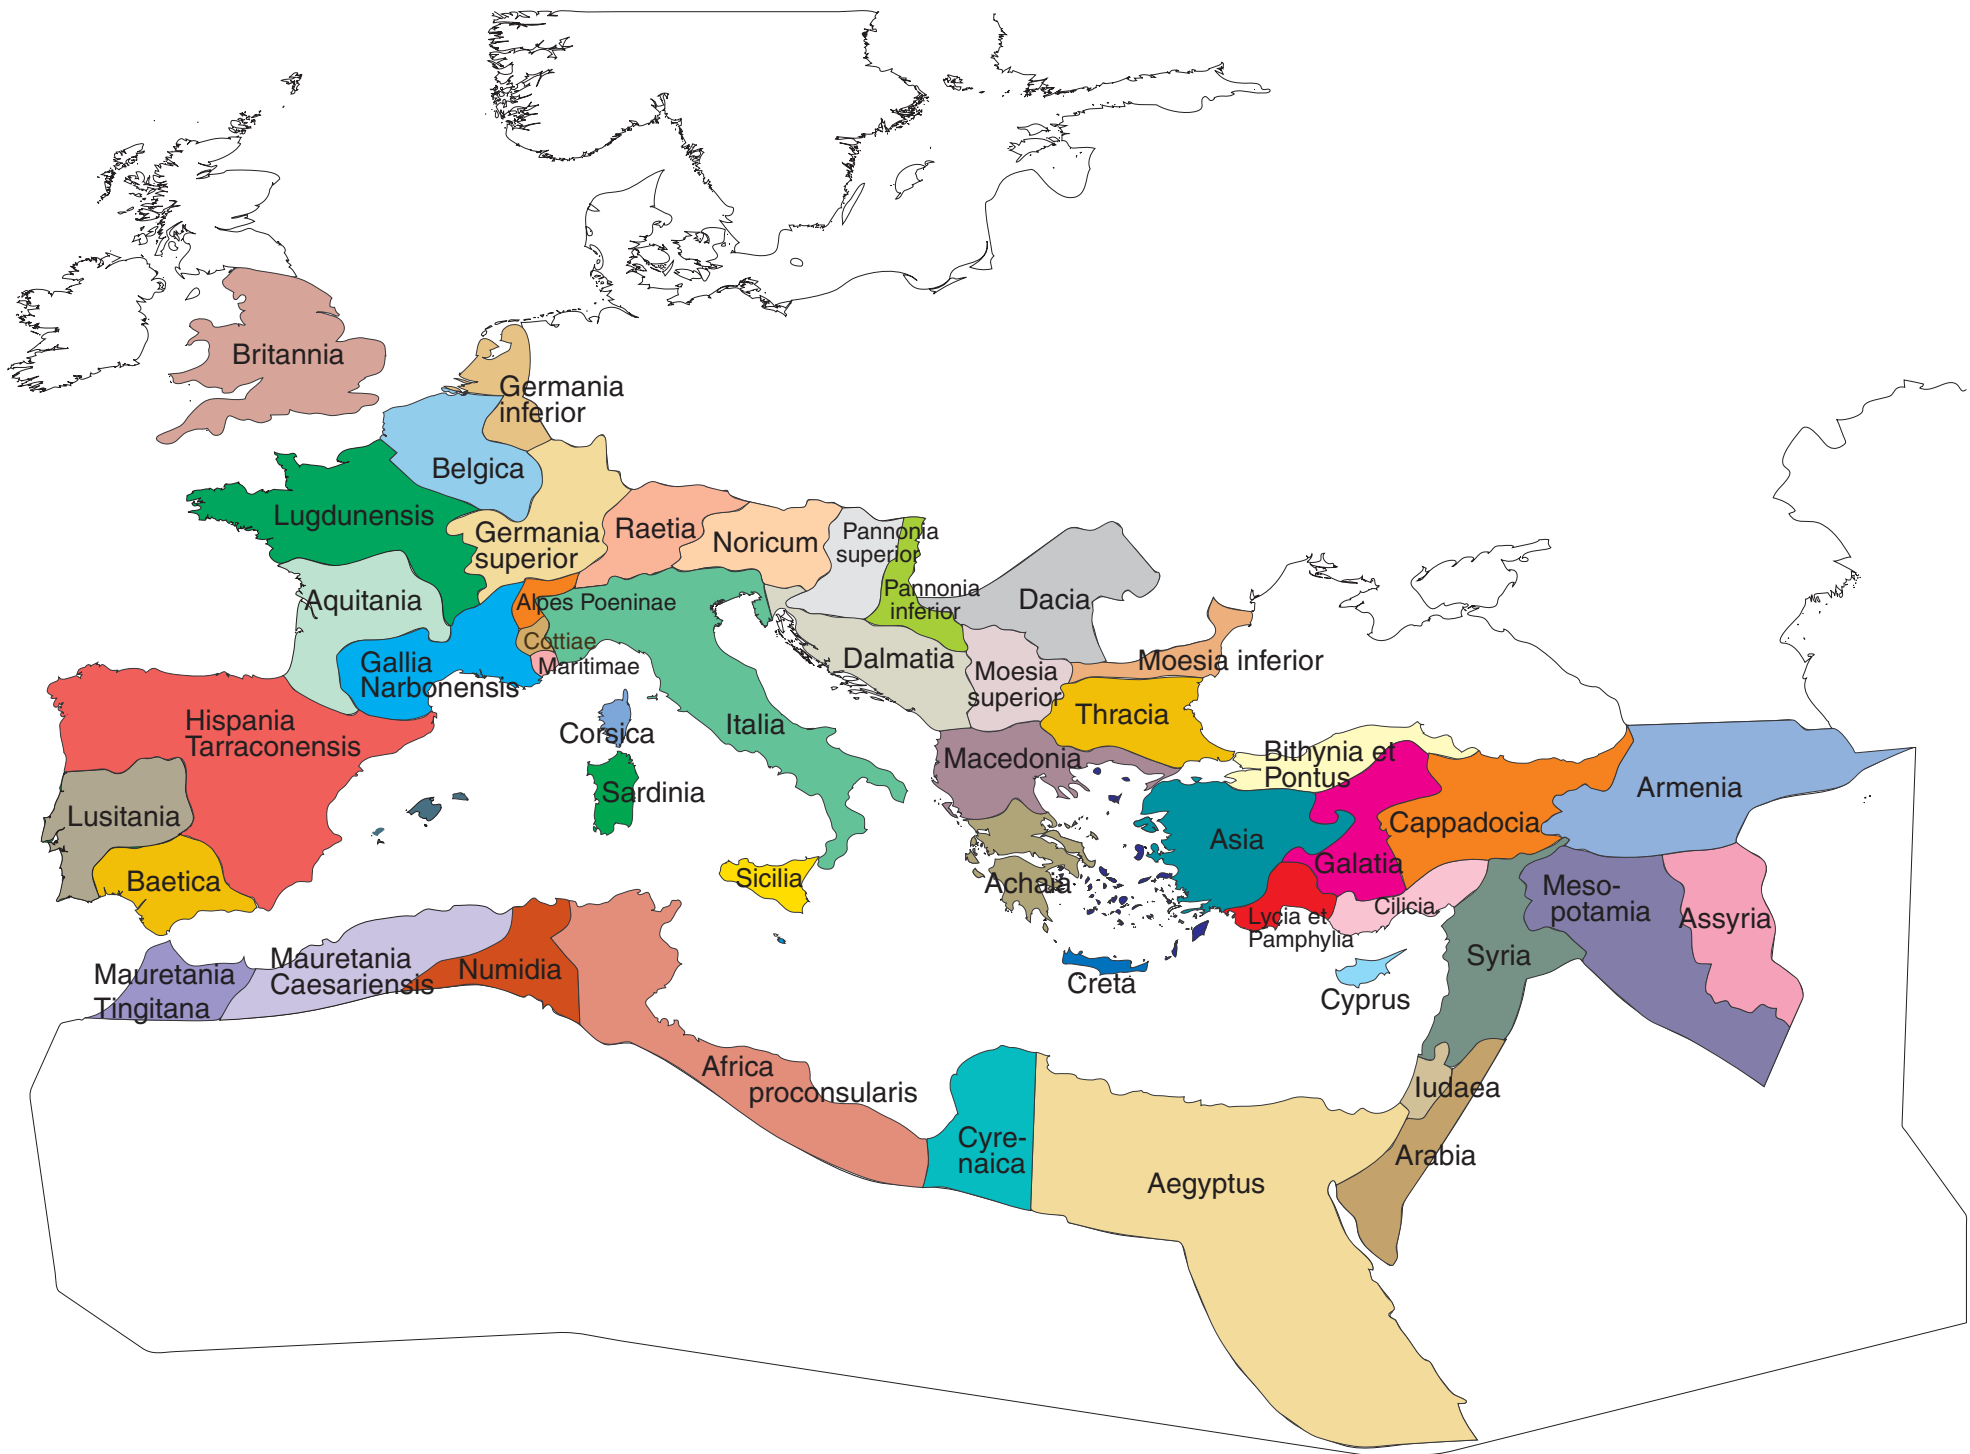 Britannia
Germania
inferior
Belgica
Lugdunensis
Germania
superior
Raetia
Noricum
Pannonia
superior
Pannonia
inferior
Dacia
Aquitania
Alpes Poeninae
Cottiae
Maritimae
Gallia
Narbonensis
Dalmatia
Moesia
superior
Moesia inferior
Thracia
Hispania
Tarraconensis
Corsica
Italia
Macedonia
Bithynia et
Pontus
Armenia
Lusitania
Sardinia
Asia
Cappadocia
Galatia
Baetica
Sicilia
Achaia
Lycia et
Pamphylia
Cilicia
Meso-
potamia
Assyria
Mauretania
Tingitana
Mauretania
Caesariensis
Numidia
Creta
Cyprus
Syria
Africa
proconsularis
Iudaea
Cyre-
naica
Arabia
Aegyptus